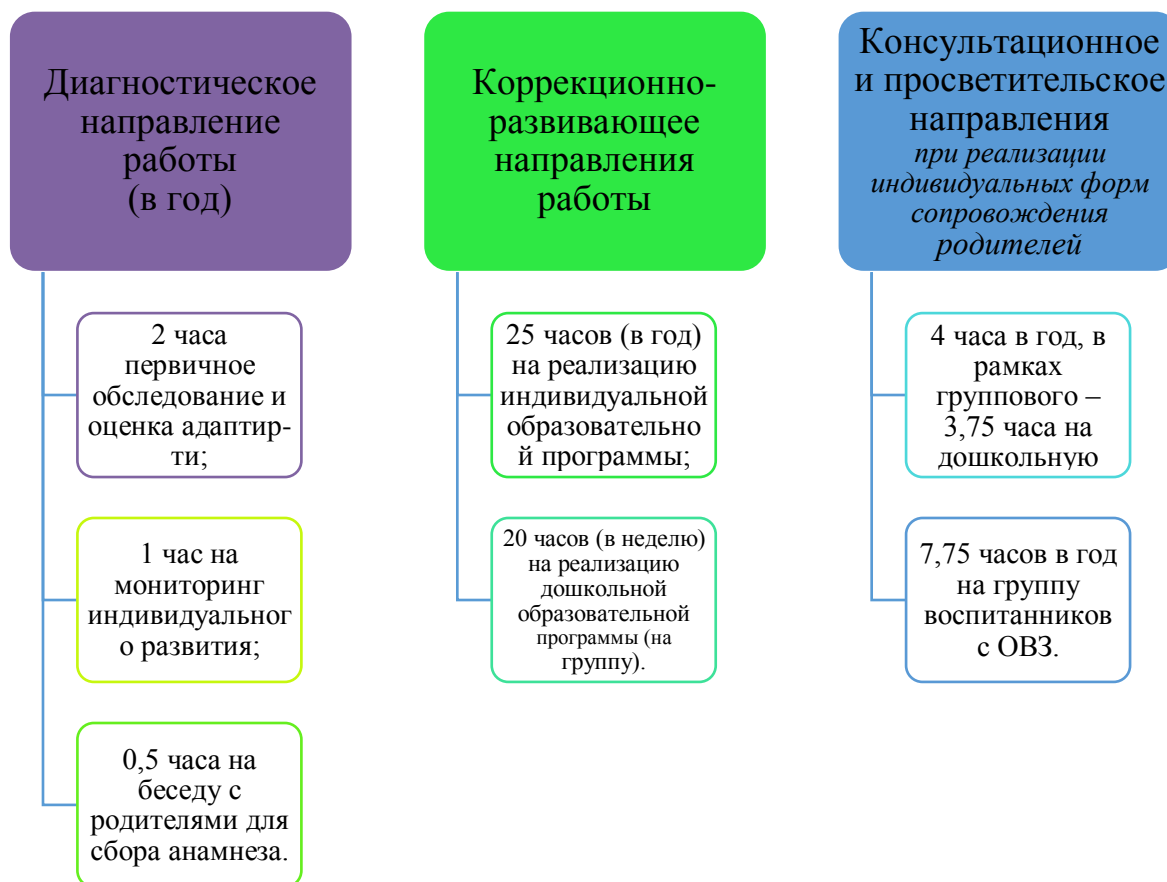 Диагностическое
направление
работы
(в год)
2 часа
первичное
обследование и
оценка адаптир-
ти;
1 час на
мониторинг
индивидуальног
о развития;
0,5 часа на
беседу с
родителями для
сбора анамнеза.
Коррекционно-
развивающее
направления
работы
25 часов (в год)
на реализацию
индивидуальной
образовательно
й программы;
20 часов (в неделю)
на реализацию
дошкольной
образовательной
программы (на
группу).
Консультационное
и просветительское
направления
при реализации
индивидуальных форм
сопровождения
родителей
4 часа в год, в
рамках
группового –
3,75 часа на
дошкольную
7,75 часов в год
на группу
воспитанников
с ОВЗ.